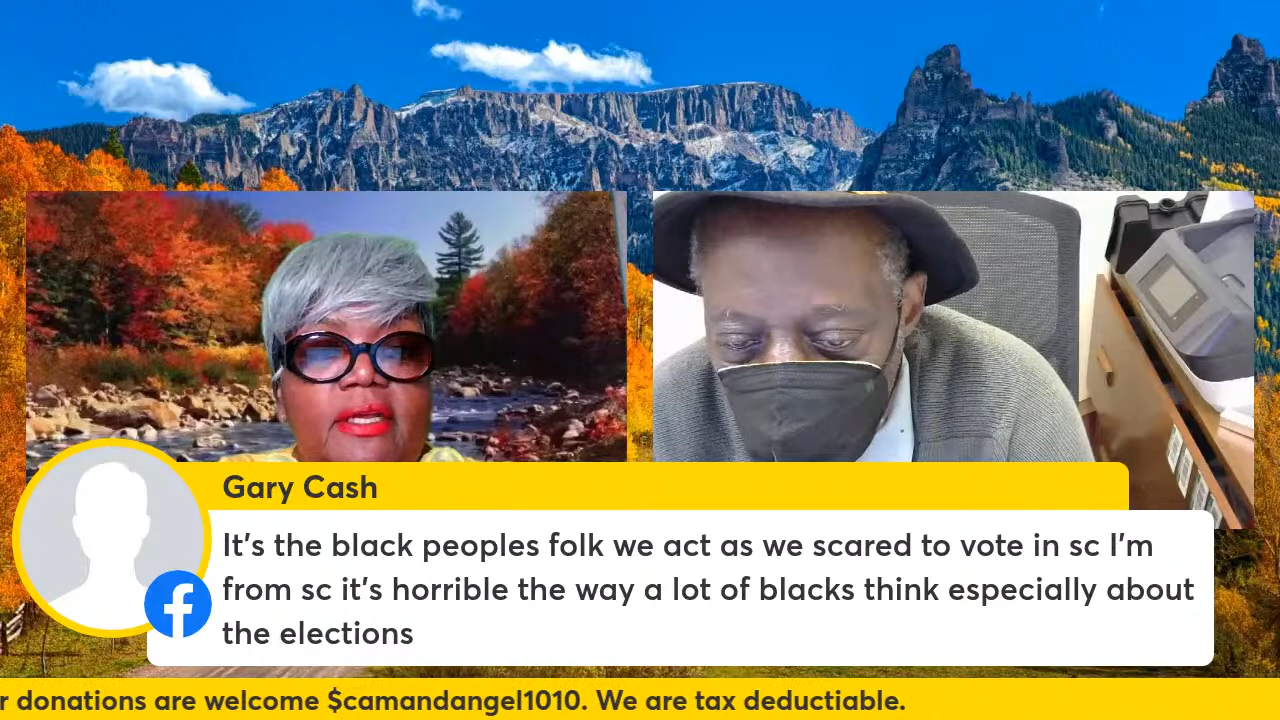 Gary Cash
It's the black peoples folk we act as we scared to vote in sc I'm
from sc it's horrible the way a lot of blacks think especially about
the elections
r donations are welcome $camandangel1010. We are tax deductiable.